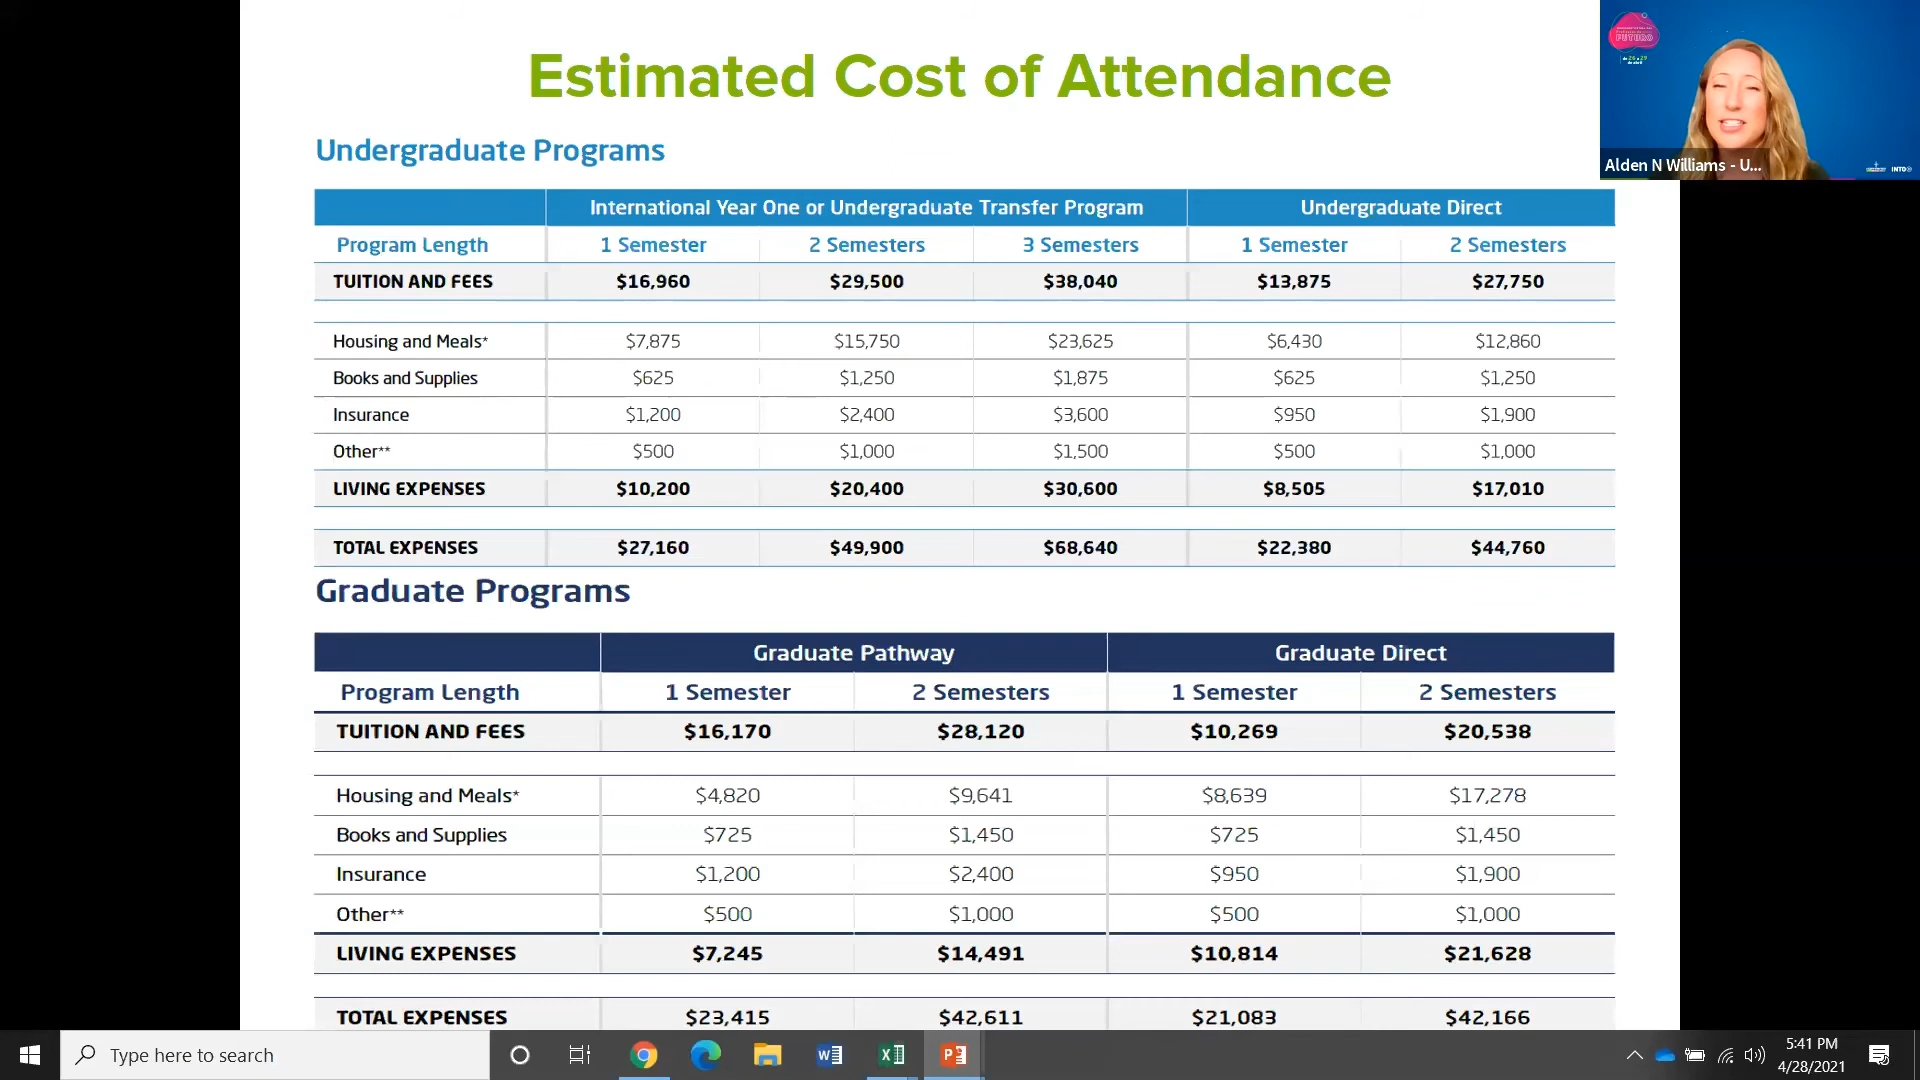 Estimated Cost of Attendance
FUTURO
Alden N Williams - U...
INTO
Undergraduate Programs
International Year One or Undergraduate Transfer Program Undergraduate Direct
Program Length 1 Semester 2 Semesters 3 Semesters 1 Semester 2 Semesters
TUITION AND FEES $16,960 $29,500 $38,040 $13,875 $27,750
Housing and Meals* $7,875 $15,750 $23,625 $6,430 $12,860
Books and Supplies $625 $1,250 $1,875 $625 $1,250
Insurance $1,200 $2,400 $3,600 $950 $1,900
Other** $500 $1,000 $1,500 $500 $1,000
LIVING EXPENSES $10,200 $20,400 $30,600 $8,505 $17,010
TOTAL EXPENSES $27,160 $49,900 $68,640 $22,380 $44,760
Graduate Programs
Graduate Pathway Graduate Direct
Program Length 1 Semester 2 Semesters 1 Semester 2 Semesters
TUITION AND FEES $16,170 $28,120 $10,269 $20,538
Housing and Meals* $4,820 $9,641 $8,639 $17,278
Books and Supplies $725 $1,450 $725 $1,450
Insurance $1,200 $2,400 $950 $1,900
Other** $500 $1,000 $500 $1,000
LIVING EXPENSES $7,245 $14,491 $10,814 $21,628
TOTAL EXPENSES $23,415 $42,611 $21,083 $42,166
Type here to search
5:41 PM
4/28/2021